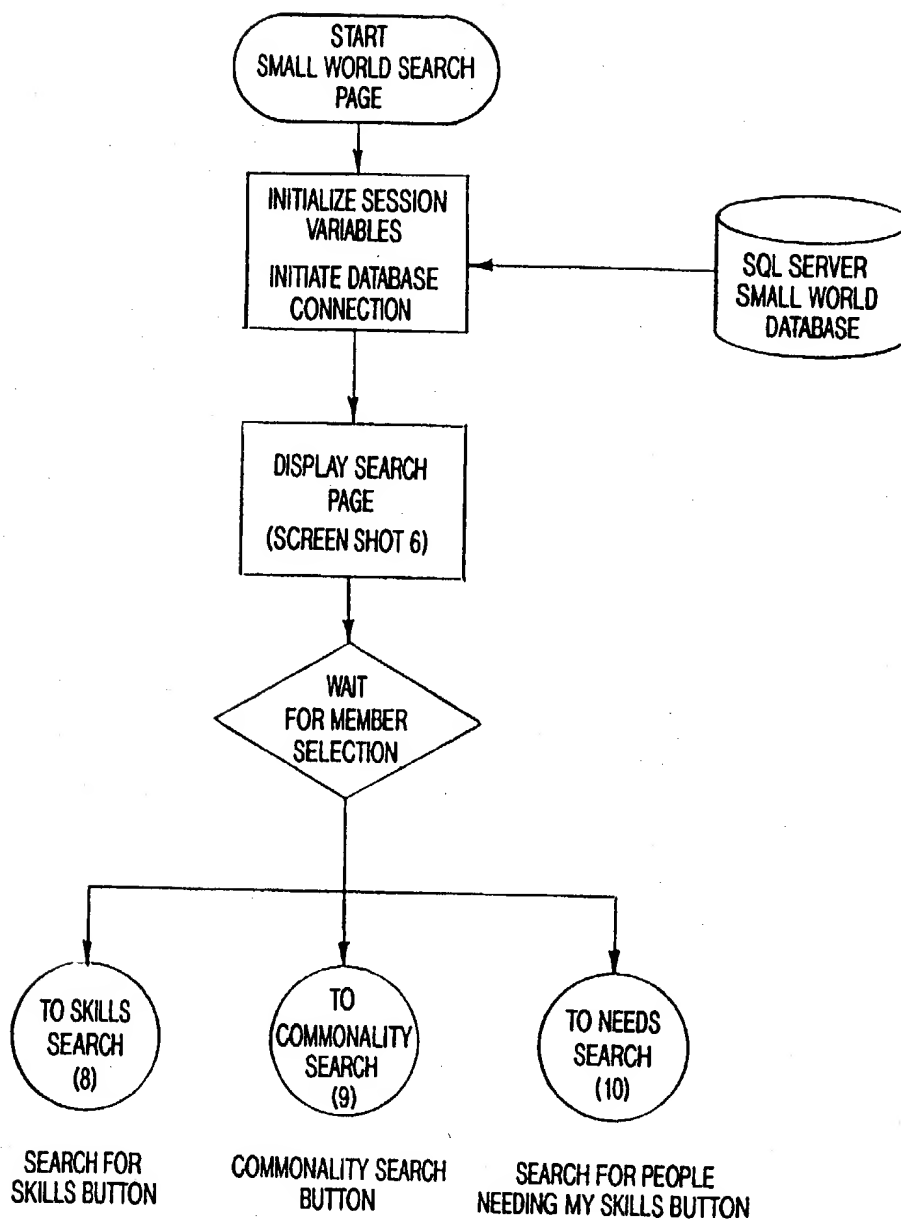 START
SMALL WORLD SEARCH
PAGE
INITIALIZE SESSION
VARIABLES
INITIATE DATABASE
CONNECTION
SQL SERVER
SMALL WORLD
DATABASE
DISPLAY SEARCH
PAGE
(SCREEN SHOT 6)
WAIT
FOR MEMBER
SELECTION
TO SKILLS
SEARCH
(8)
TO
COMMONALITY
SEARCH
(9)
TO NEEDS
SEARCH
(10)
SEARCH FOR
SKILLS BUTTON
COMMONALITY SEARCH
BUTTON
SEARCH FOR PEOPLE
NEEDING MY SKILLS BUTTON